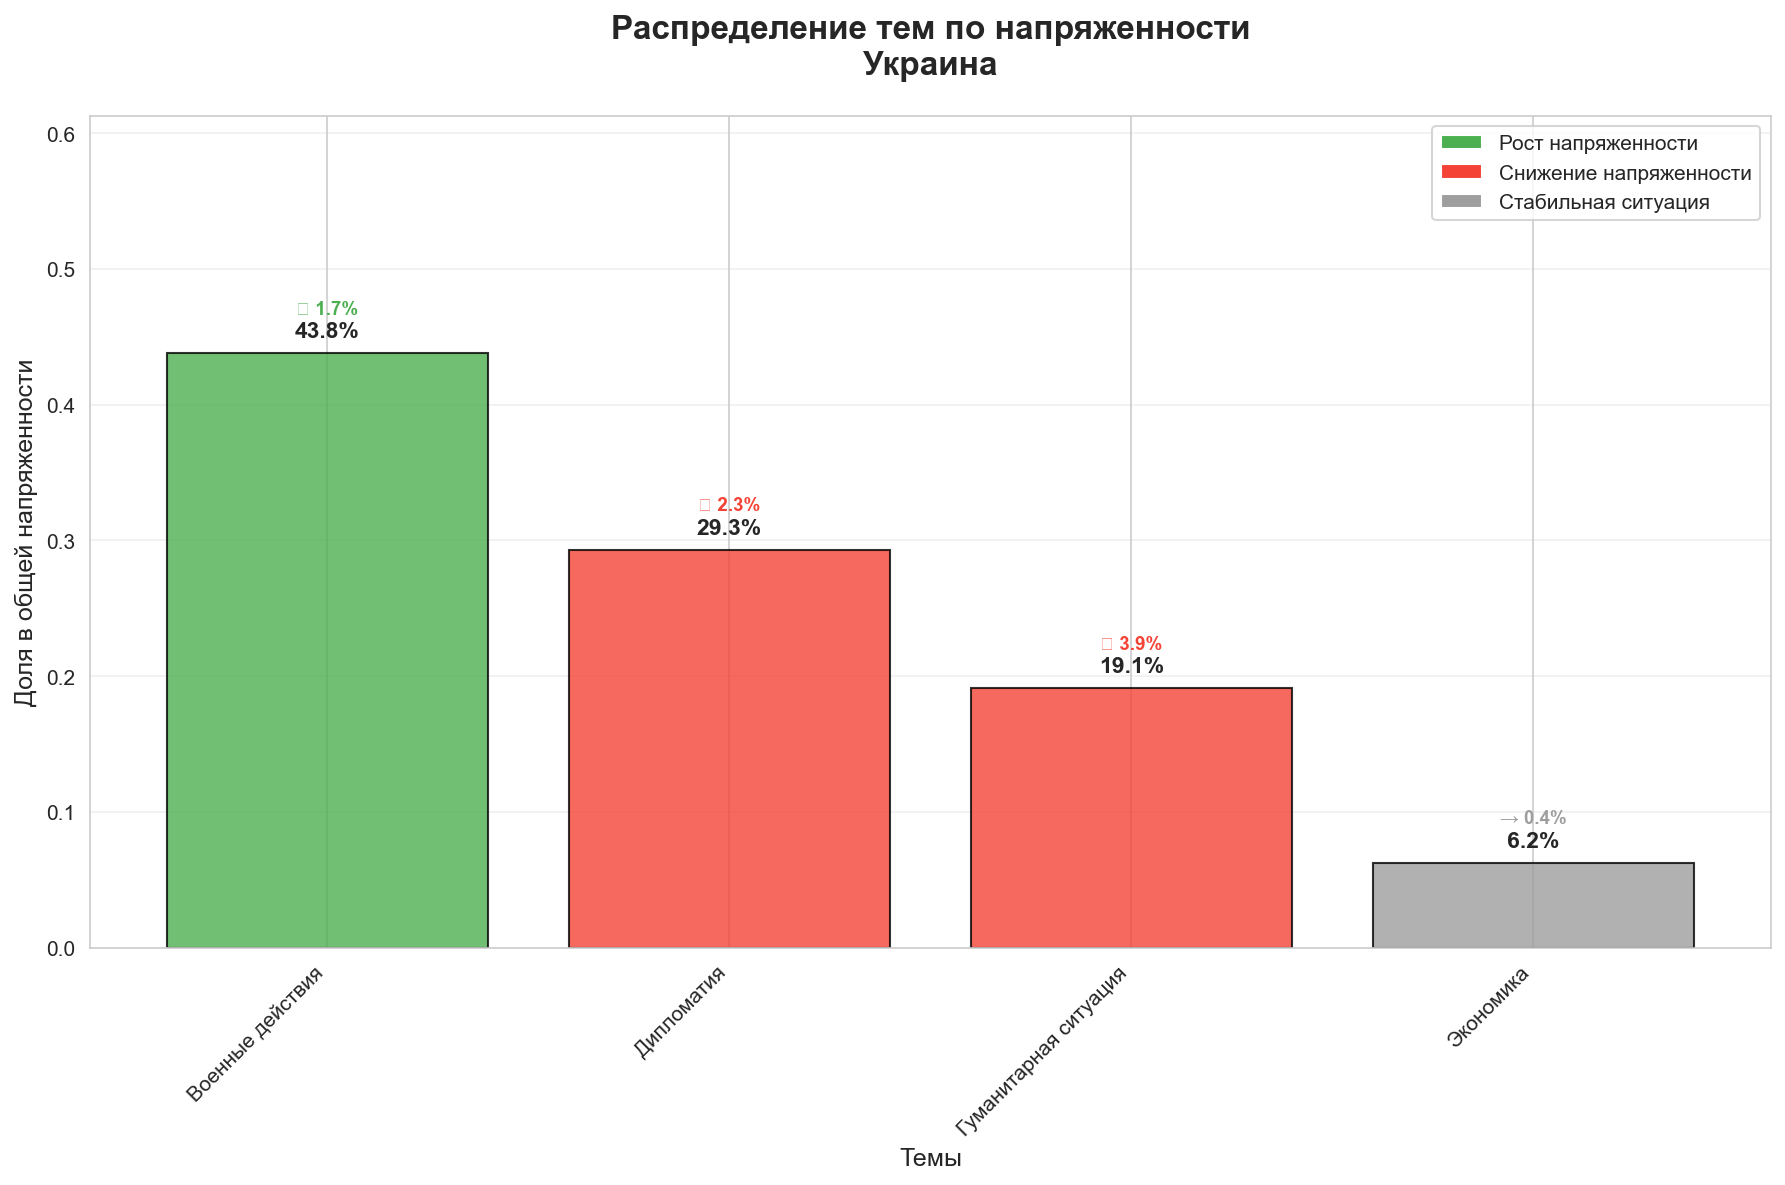 Распределение тем по напряженности
Украина
Рост напряженности
Снижение напряженности
Стабильная ситуация
Доля в общей напряженности
0.6
0.5
0.4
0.3
0.2
0.1
0.0
□ 1.7%
43.8%
□ 2.3%
29.3%
□ 3.9%
19.1%
→ 0.4%
6.2%
Военные действия
Дипломатия
Гуманитарная ситуация
Экономика
Темы